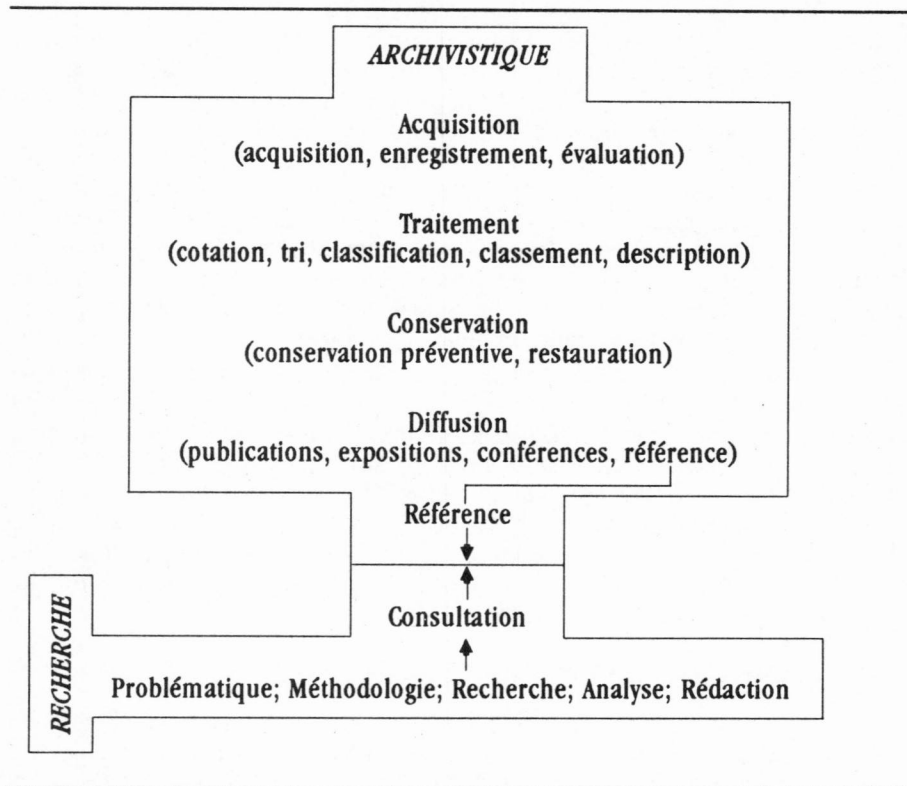 ARCHIVISTIQUE
Acquisition
(acquisition, enregistrement, évaluation)
Traitement
(cotation, tri, classification, classement, description)
Conservation
(conservation préventive, restauration)
Diffusion
(publications, expositions, conférences, référence)
Référence
Consultation
RECHERCHE
Problématique; Méthodologie; Recherche; Analyse; Rédaction